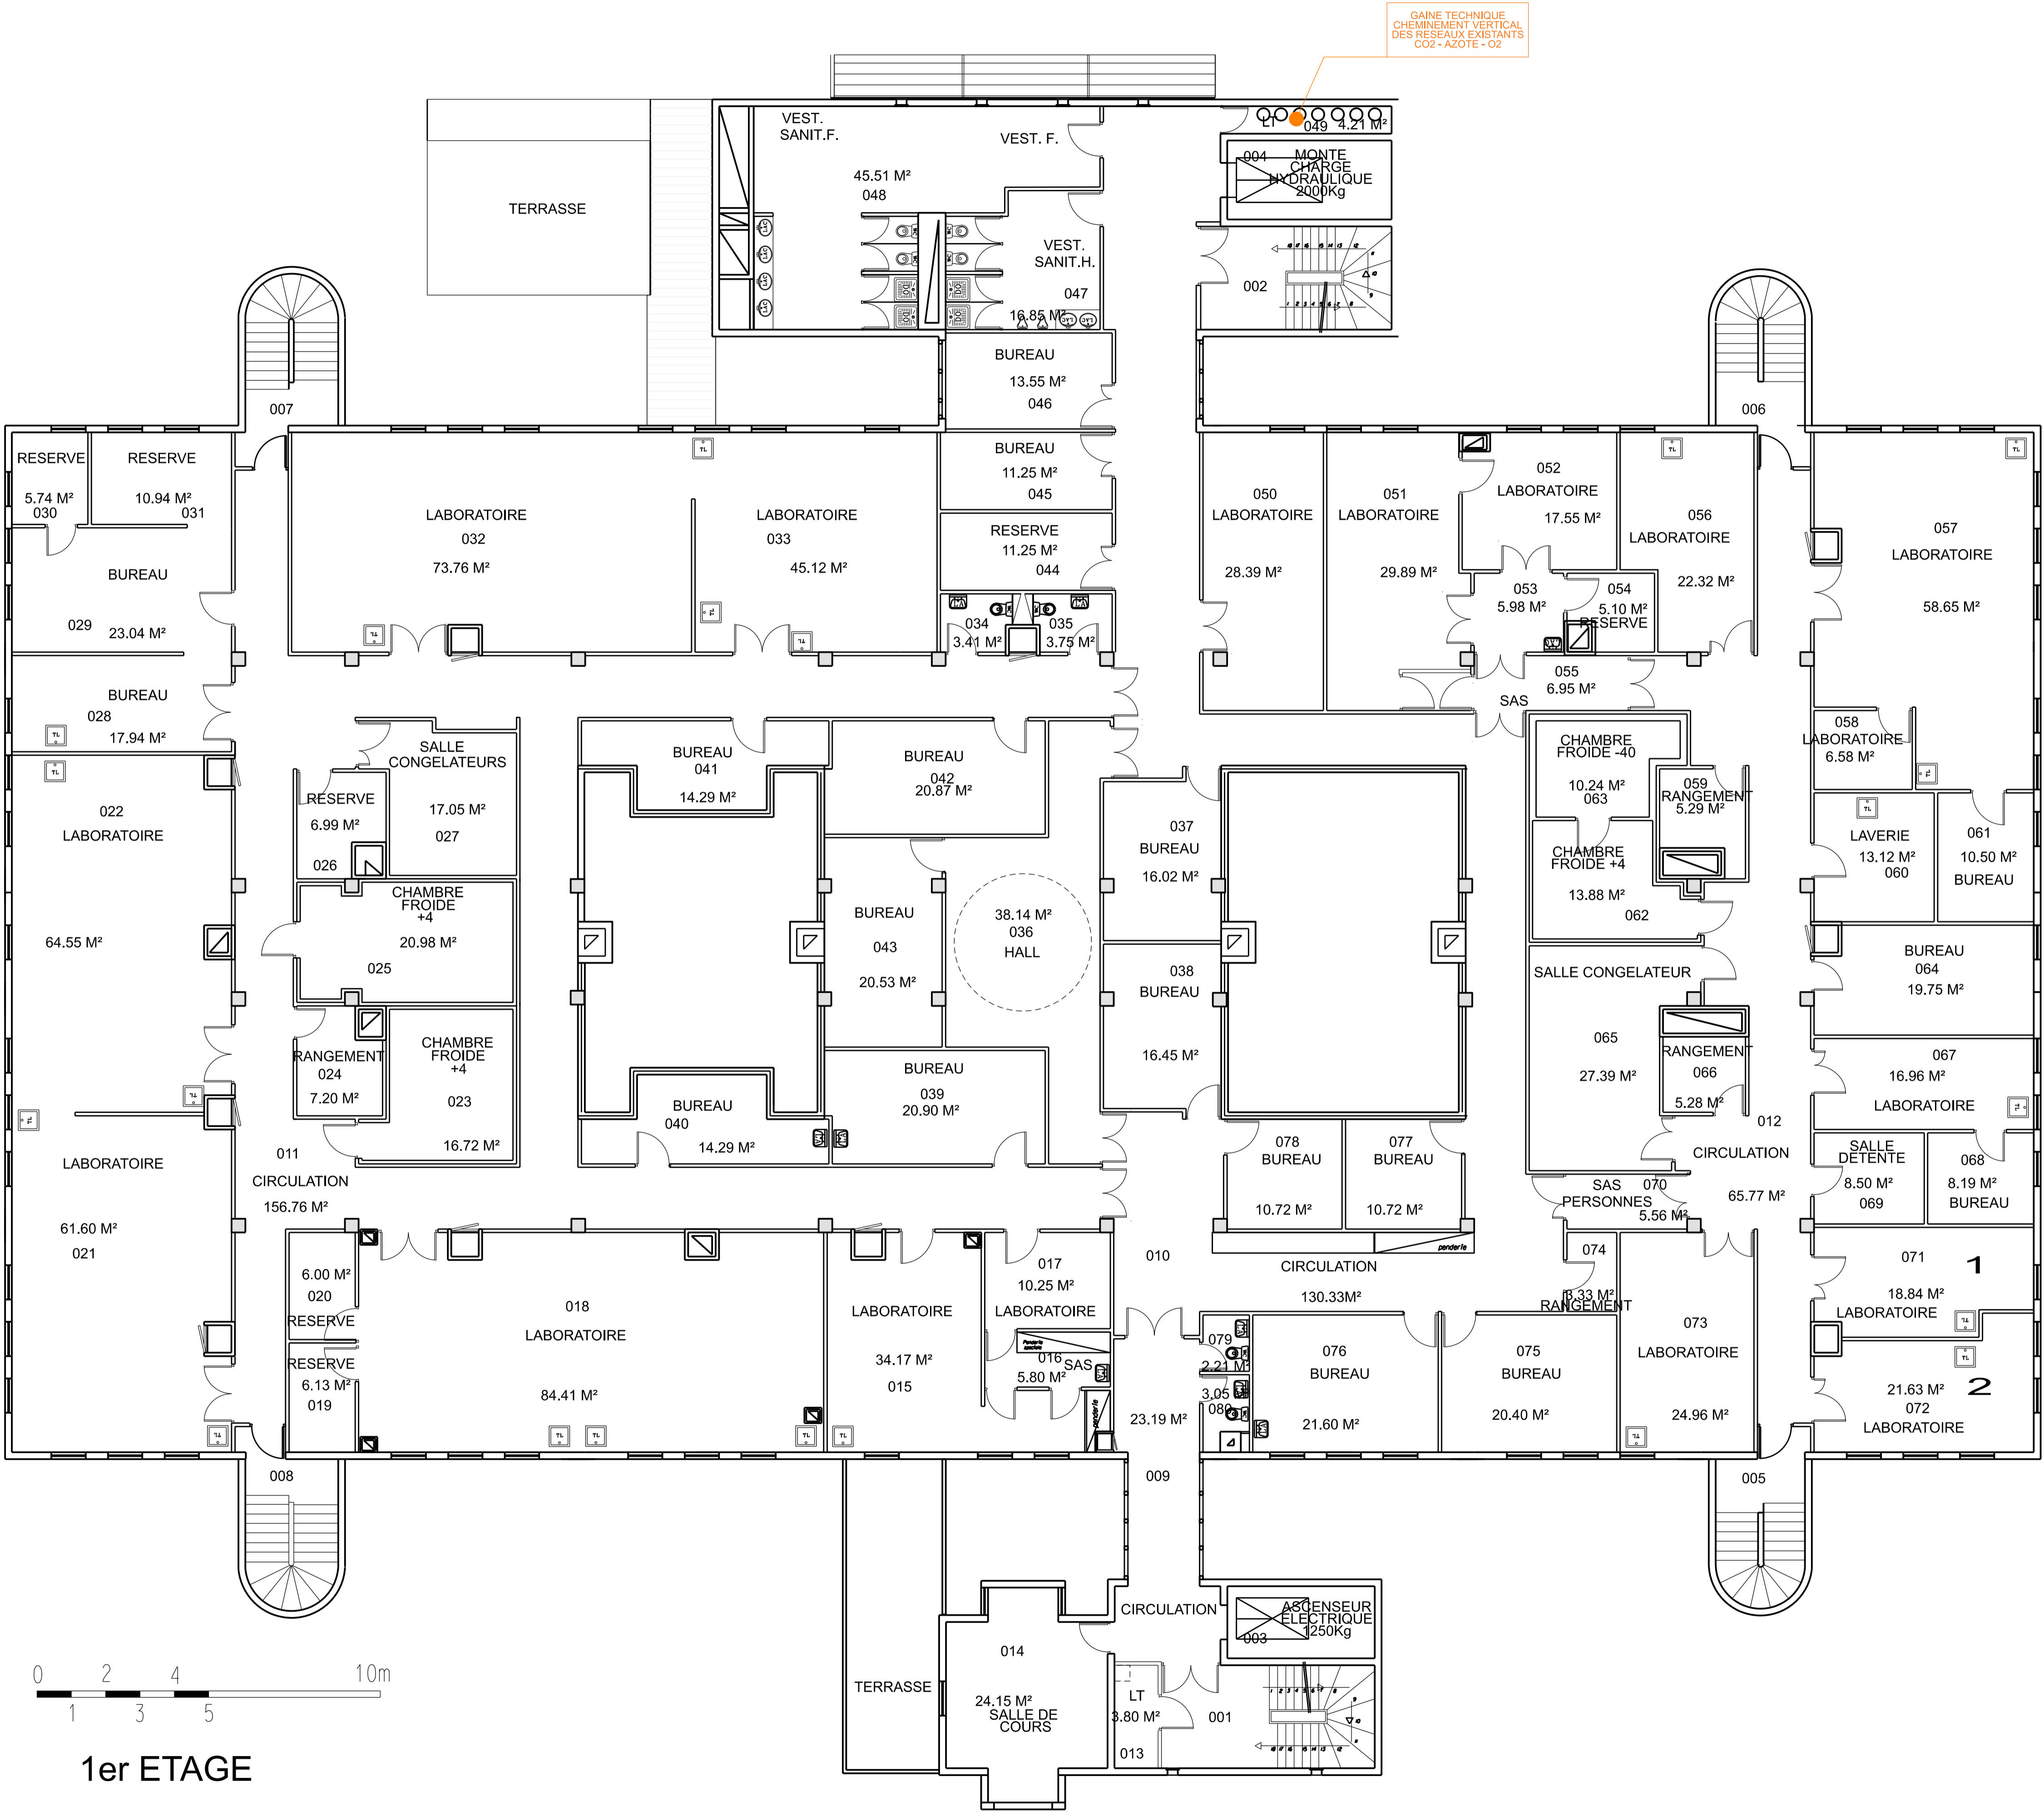 GAINE TECHNIQUE
CHEMINEMENT VERTICAL
DES RESEAUX EXISTANTS
CO2 - AZOTE - O2
VEST.
SANIT.F.
VEST. F.
45.51 M²
048
TERRASSE
LT
049
4.21 M²
004
MONTE
CHARGE
HYDRAULIQUE
2000Kg
VEST.
SANIT.H.
047
16.85 M²
002
BUREAU
13.55 M²
046
007
006
RESERVE
5.74 M²
030
RESERVE
10.94 M²
031
LABORATOIRE
032
73.76 M²
LABORATOIRE
033
45.12 M²
BUREAU
11.25 M²
045
RESERVE
11.25 M²
044
034
3.41 M²
035
3.75 M²
050
LABORATOIRE
28.39 M²
051
LABORATOIRE
29.89 M²
052
LABORATOIRE
17.55 M²
053
5.98 M²
054
5.10 M²
RESERVE
056
LABORATOIRE
22.32 M²
057
LABORATOIRE
58.65 M²
BUREAU
029
23.04 M²
BUREAU
028
17.94 M²
055
6.95 M²
SAS
058
LABORATOIRE
6.58 M²
022
LABORATOIRE
64.55 M²
SALLE
CONGELATEURS
17.05 M²
027
RESERVE
6.99 M²
026
BUREAU
041
14.29 M²
BUREAU
042
20.87 M²
037
BUREAU
16.02 M²
CHAMBRE
FROIDE -40
10.24 M²
063
059
RANGEMENT
5.29 M²
LAVERIE
13.12 M²
060
061
10.50 M²
BUREAU
CHAMBRE
FROIDE
+4
20.98 M²
025
BUREAU
043
20.53 M²
38.14 M²
036
HALL
038
BUREAU
16.45 M²
CHAMBRE
FROIDE +4
13.88 M²
062
SALLE CONGELATEUR
065
27.39 M²
BUREAU
064
19.75 M²
RANGEMENT
024
7.20 M²
CHAMBRE
FROIDE
+4
023
16.72 M²
BUREAU
040
14.29 M²
BUREAU
039
20.90 M²
RANGEMENT
066
5.28 M²
067
16.96 M²
LABORATOIRE
LABORATOIRE
61.60 M²
021
011
CIRCULATION
156.76 M²
078
BUREAU
10.72 M²
077
BUREAU
10.72 M²
012
CIRCULATION
65.77 M²
SALLE
DETENTE
8.50 M²
069
068
8.19 M²
BUREAU
SAS
PERSONNES
070
5.56 M²
6.00 M²
020
RESERVE
RESERVE
6.13 M²
019
018
LABORATOIRE
84.41 M²
LABORATOIRE
34.17 M²
015
017
10.25 M²
LABORATOIRE
Penderie
speciale
016
SAS
5.80 M²
penderie
010
penderie
CIRCULATION
130.33M²
074
3.33 M²
RANGEMENT
073
LABORATOIRE
24.96 M²
071
18.84 M²
LABORATOIRE
1
21.63 M²
072
LABORATOIRE
2
079
2.21 M²
3.05 M²
080
076
BUREAU
21.60 M²
075
BUREAU
20.40 M²
23.19 M²
009
008
005
CIRCULATION
ASCENSEUR
ELECTRIQUE
1250Kg
003
014
24.15 M²
SALLE DE
COURS
TERRASSE
LT
3.80 M²
013
001
0 2 4 10m
1 3 5
1er ETAGE